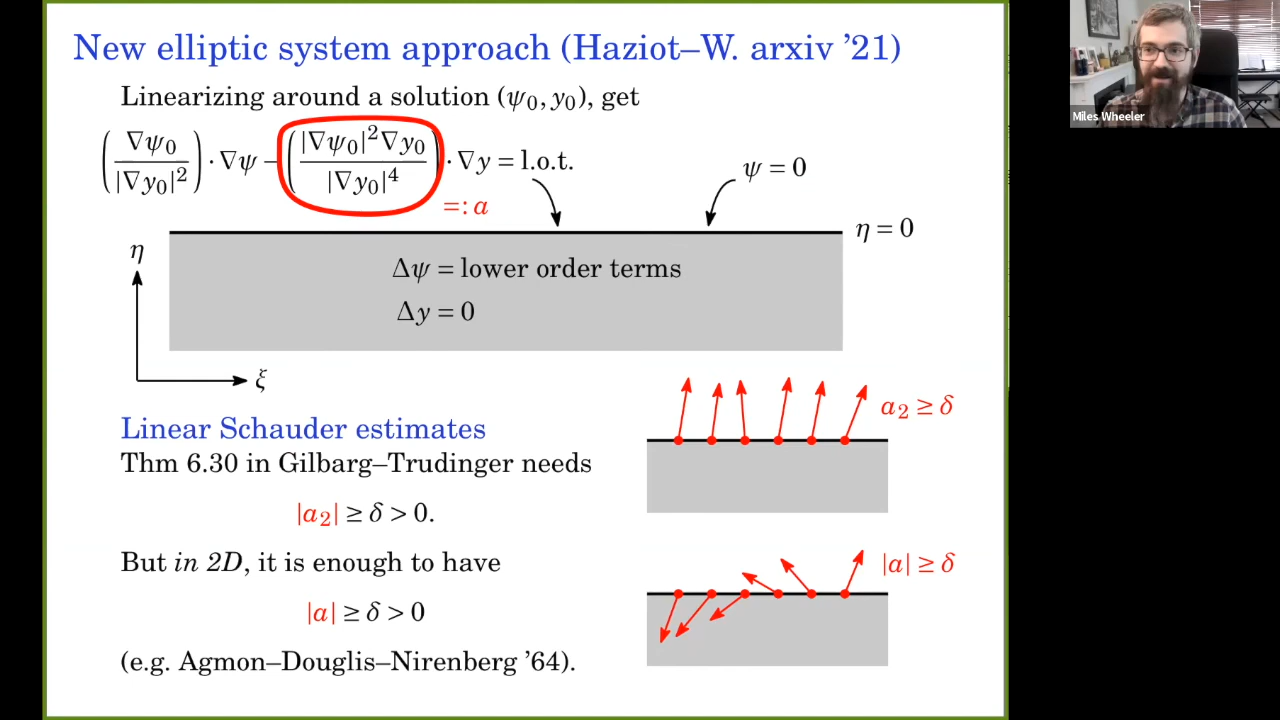 New elliptic system approach (Haziot–W. arxiv ’21)
Miles Wheeler
Linearizing around a solution (ψ₀, y₀), get
(∇ψ₀ / |∇y₀|²) · ∇ψ − (|∇ψ₀|²∇y₀ / |∇y₀|⁴) · ∇y = l.o.t.
=: a
ψ = 0
η = 0
η
Δψ = lower order terms
Δy = 0
ξ
Linear Schauder estimates
Thm 6.30 in Gilbarg–Trudinger needs
|a₂| ≥ δ > 0.
a₂ ≥ δ
But in 2D, it is enough to have
|a| ≥ δ > 0
|a| ≥ δ
(e.g. Agmon–Douglis–Nirenberg ’64).